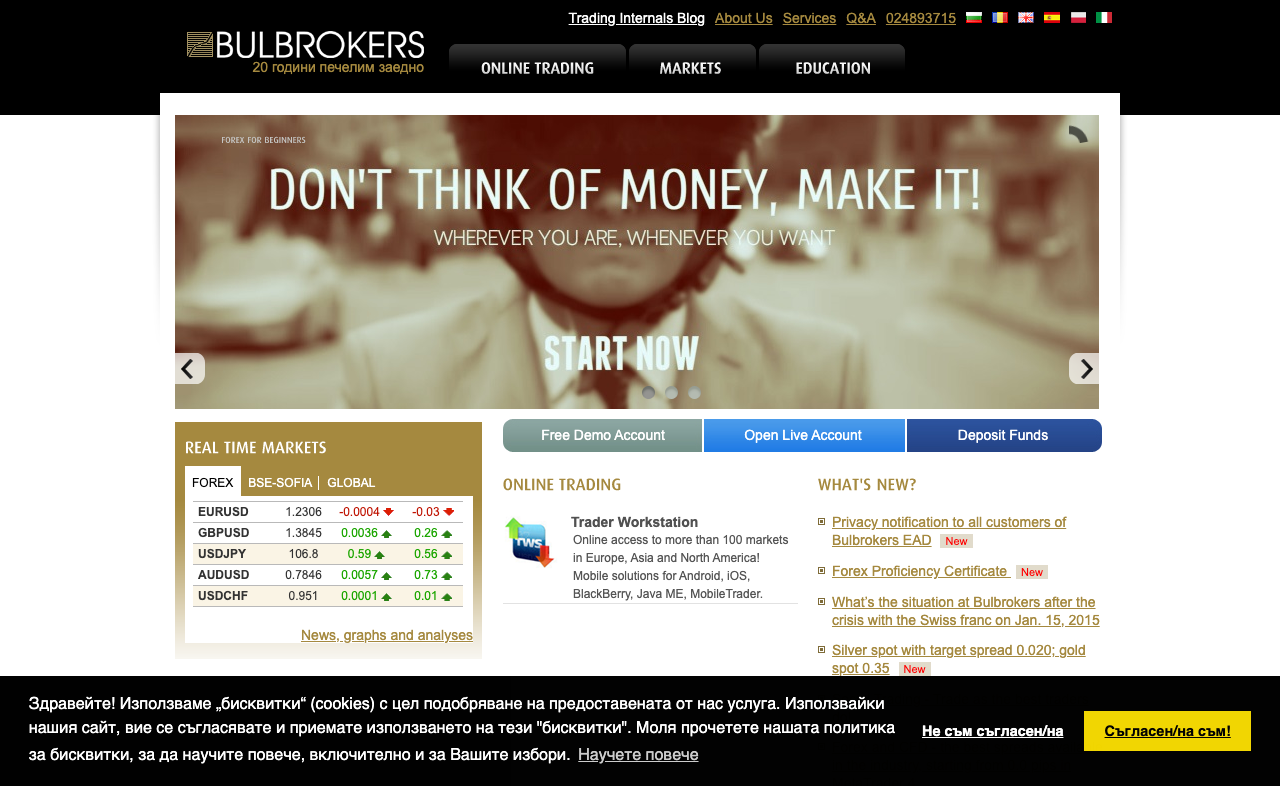 Trading Internals Blog About Us Services Q&A 024893715
BULBROKERS
20 години печелим заедно
ONLINE TRADING MARKETS EDUCATION
FOREX FOR BEGINNERS
DON'T THINK OF MONEY, MAKE IT!
WHEREVER YOU ARE, WHENEVER YOU WANT
START NOW
Free Demo Account Open Live Account Deposit Funds
REAL TIME MARKETS
FOREX BSE-SOFIA GLOBAL
EURUSD 1.2306 -0.0004 -0.03
GBPUSD 1.3845 0.0036 0.26
USDJPY 106.8 0.59 0.56
AUDUSD 0.7846 0.0057 0.73
USDCHF 0.951 0.0001 0.01
News, graphs and analyses
ONLINE TRADING
TWS
Trader Workstation
Online access to more than 100 markets
in Europe, Asia and North America!
Mobile solutions for Android, iOS,
BlackBerry, Java ME, MobileTrader.
WHAT'S NEW?
Privacy notification to all customers of
Bulbrokers EAD New
Forex Proficiency Certificate New
What's the situation at Bulbrokers after the
crisis with the Swiss franc on Jan. 15, 2015
Silver spot with target spread 0.020; gold
spot 0.35 New
Здравейте! Използваме „бисквитки“ (cookies) с цел подобряване на предоставената от нас услуга. Използвайки
нашия сайт, вие се съгласявате и приемате използването на тези "бисквитки". Моля прочетете нашата политика
за бисквитки, за да научите повече, включително и за Вашите избори. Научете повече
Не съм съгласен/на
Съгласен/на съм!